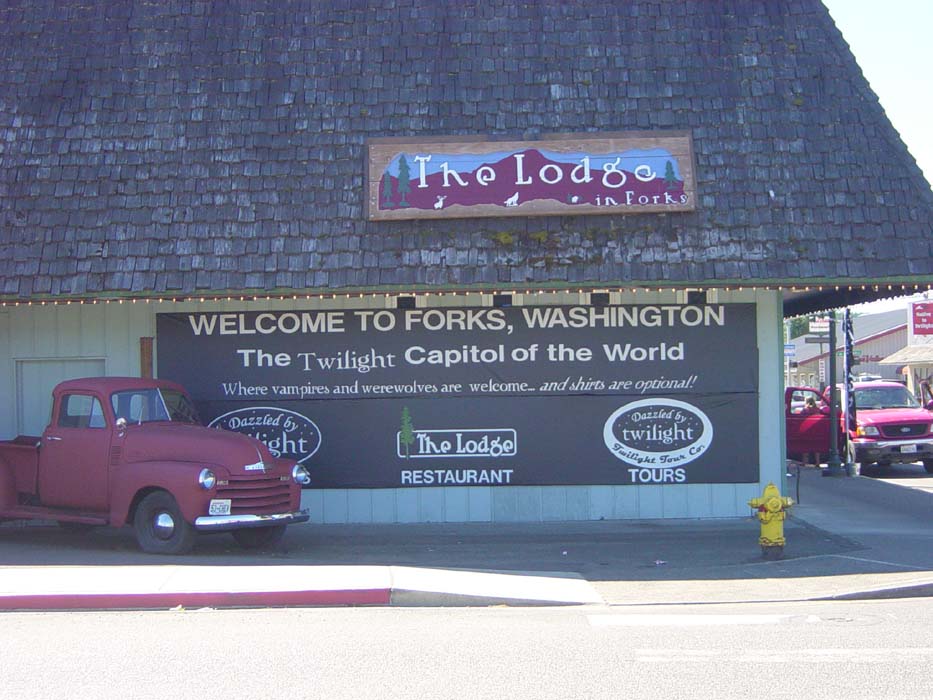 The Lodge
in Forks
WELCOME TO FORKS, WASHINGTON
The Twilight Capitol of the World
Where vampires and werewolves are welcome... and shirts are optional!
Dazzled by
light
The Lodge
RESTAURANT
Dazzled by
twilight
Twilight Tour Co.
TOURS